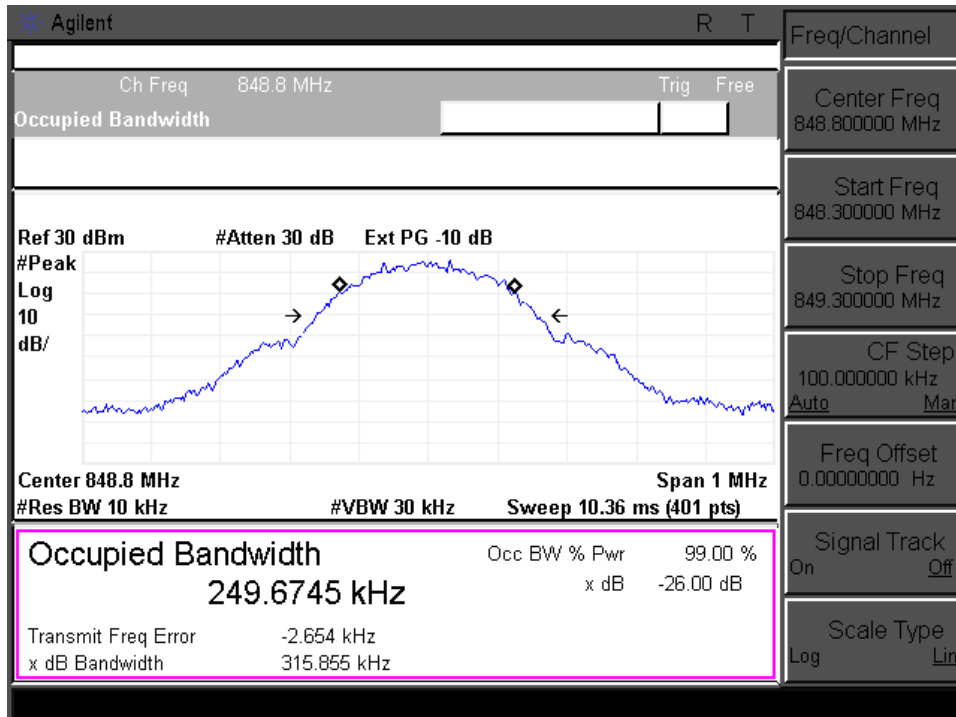 Agilent R T
Ch Freq 848.8 MHz Trig Free
Occupied Bandwidth
Ref 30 dBm #Atten 30 dB Ext PG -10 dB
#Peak
Log
10
dB/
Center 848.8 MHz Span 1 MHz
#Res BW 10 kHz #VBW 30 kHz Sweep 10.36 ms (401 pts)
Occupied Bandwidth Occ BW % Pwr 99.00 %
249.6745 kHz x dB -26.00 dB
Transmit Freq Error -2.654 kHz
x dB Bandwidth 315.855 kHz
Freq/Channel
Center Freq
848.800000 MHz
Start Freq
848.300000 MHz
Stop Freq
849.300000 MHz
CF Step
100.000000 kHz
Auto Man
Freq Offset
0.00000000 Hz
Signal Track
On Off
Scale Type
Log Lin